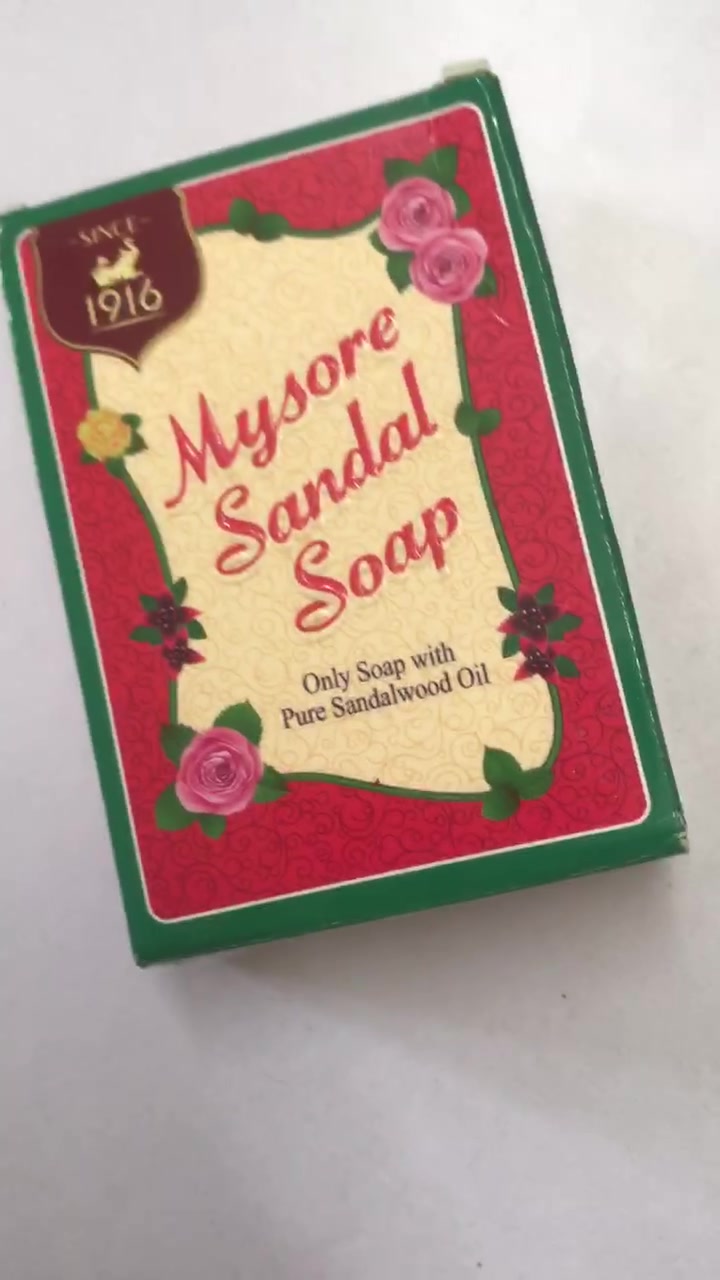 -SINCE-
1916
Mysore
Sandal
Soap
Only Soap with
Pure Sandalwood Oil